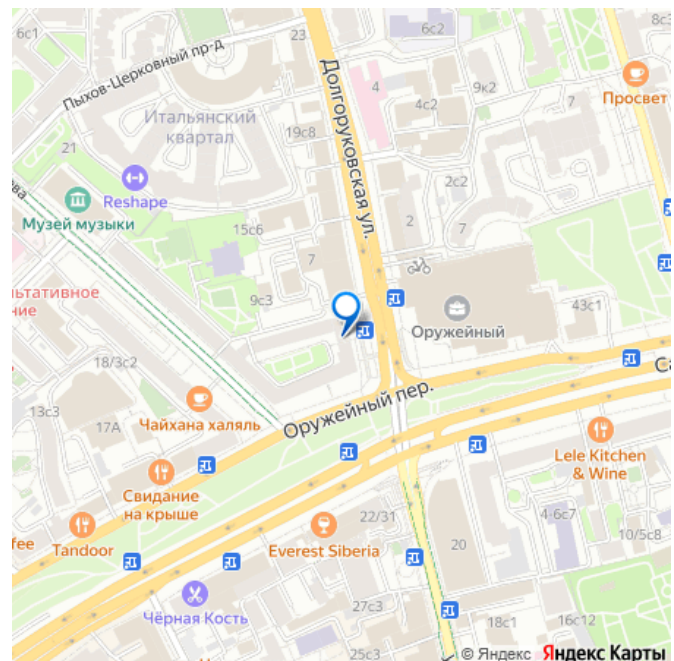 6с1
23
6с2
8с3
Пыхов-Церковный пр-д
Долгоруковская ул.
4
9к2
Просвет
4с2
7
Итальянский
квартал
19с8
21
Reshape
2с2
Музей музыки
15с6
2
7
7
льтативное
ние
9с3
43с1
Оружейный
18/3с2
Оружейный пер.
13с3
17А
Чайхана халяль
Свидание
на крыше
Lele Kitchen
& Wine
fee
Tandoor
22/31
Everest Siberia
20
4-6с7
10/5с8
Чёрная Кость
27с3
18с1
16с12
25с3
© Яндекс Яндекс Карты